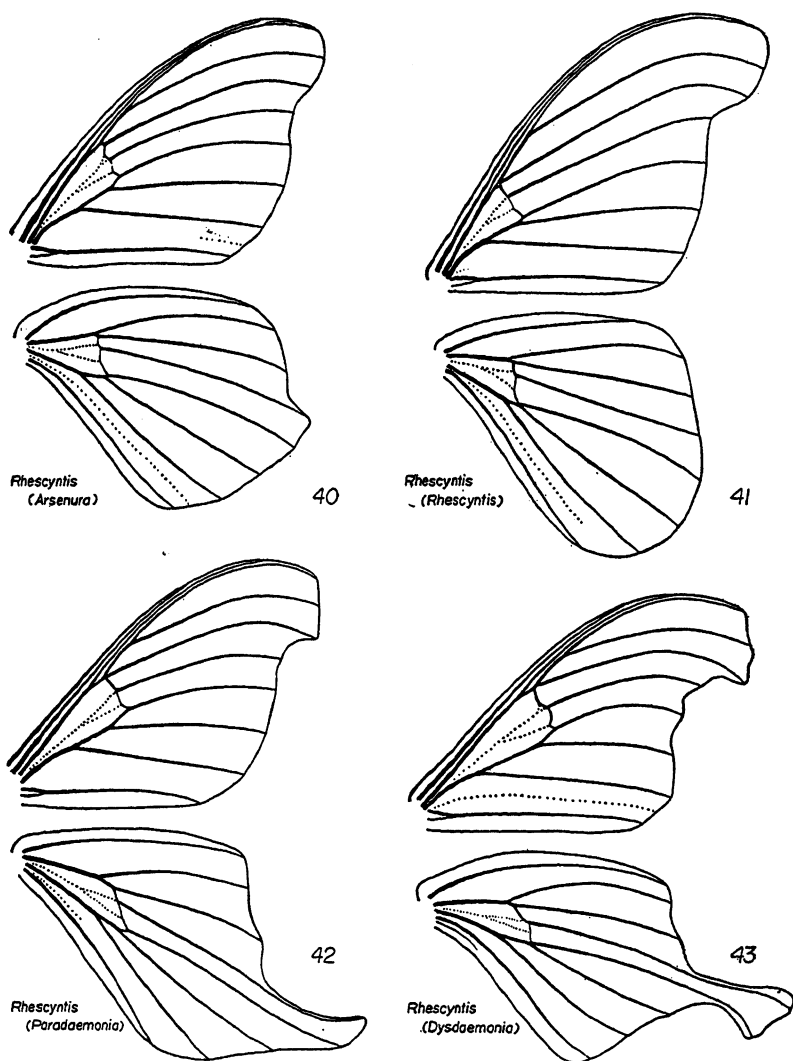 Rhescyntis
(Arsenura)
40
Rhescyntis
(Rhescyntis)
41
Rhescyntis
(Paradaemonia)
42
Rhescyntis
(Dysdaemonia)
43